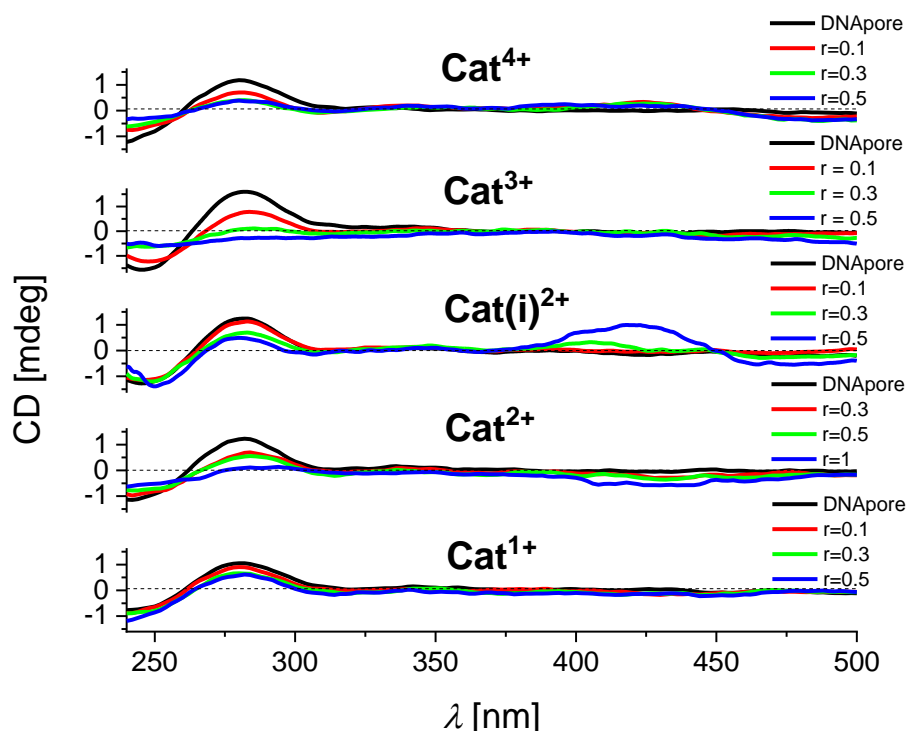 DNApore
r=0.1
r=0.3
r=0.5
Cat4+
1
0
-1
DNApore
r = 0.1
r = 0.3
r = 0.5
Cat3+
1
0
-1
DNApore
r=0.1
r=0.3
r=0.5
Cat(i)2+
1
0
-1
DNApore
r=0.3
r=0.5
r=1
Cat2+
1
0
-1
DNApore
r=0.1
r=0.3
r=0.5
Cat1+
1
0
-1
CD [mdeg]
250 300 350 400 450 500
λ [nm]